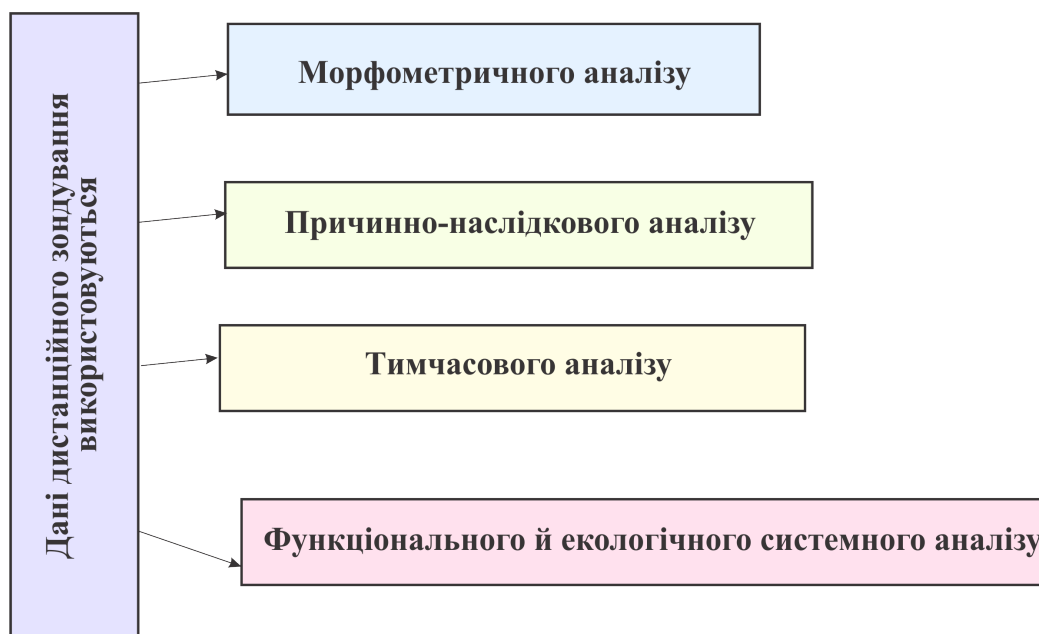 Дані дистанційного зондування
використовуються
Морфометричного аналізу
Причинно-наслідкового аналізу
Тимчасового аналізу
Функціонального й екологічного системного аналізу